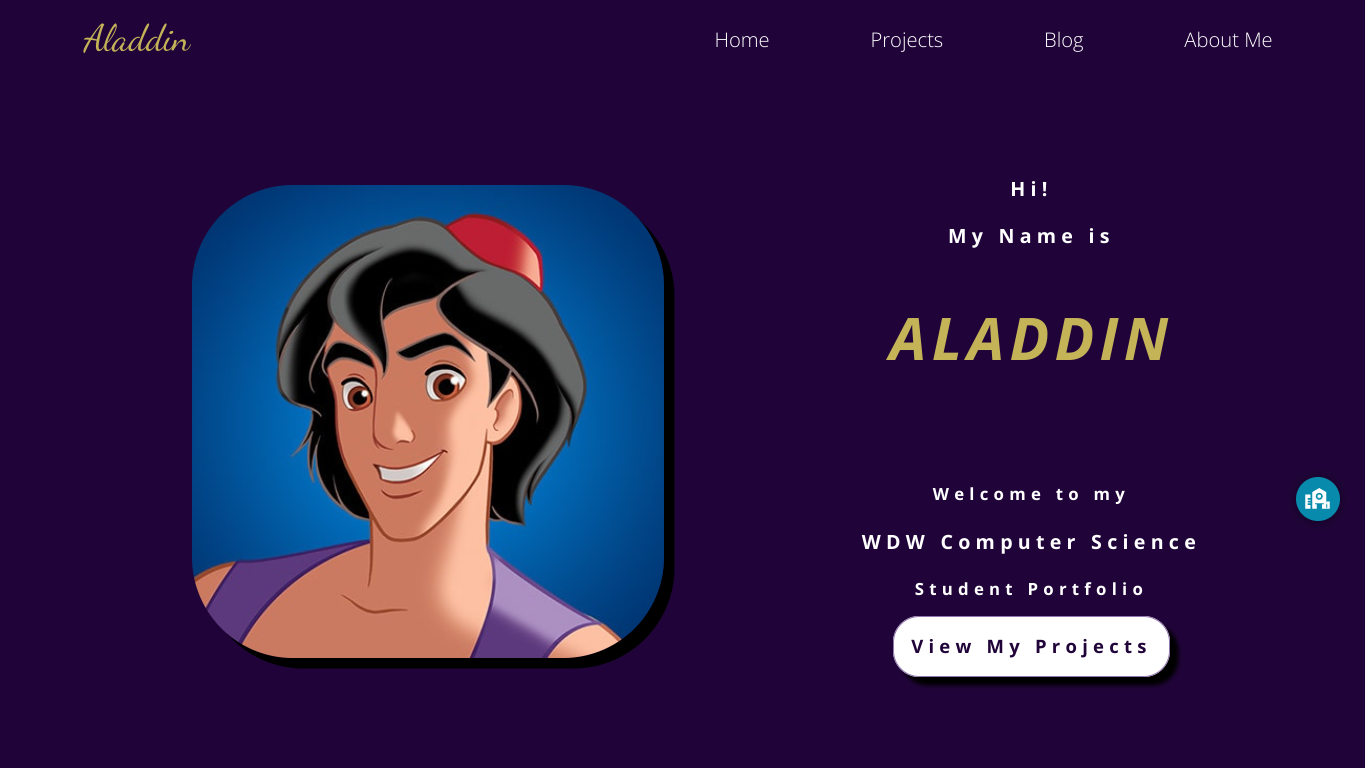 Aladdin
Home Projects Blog About Me
Hi!
My Name is
ALADDIN
Welcome to my
WDW Computer Science
Student Portfolio
View My Projects